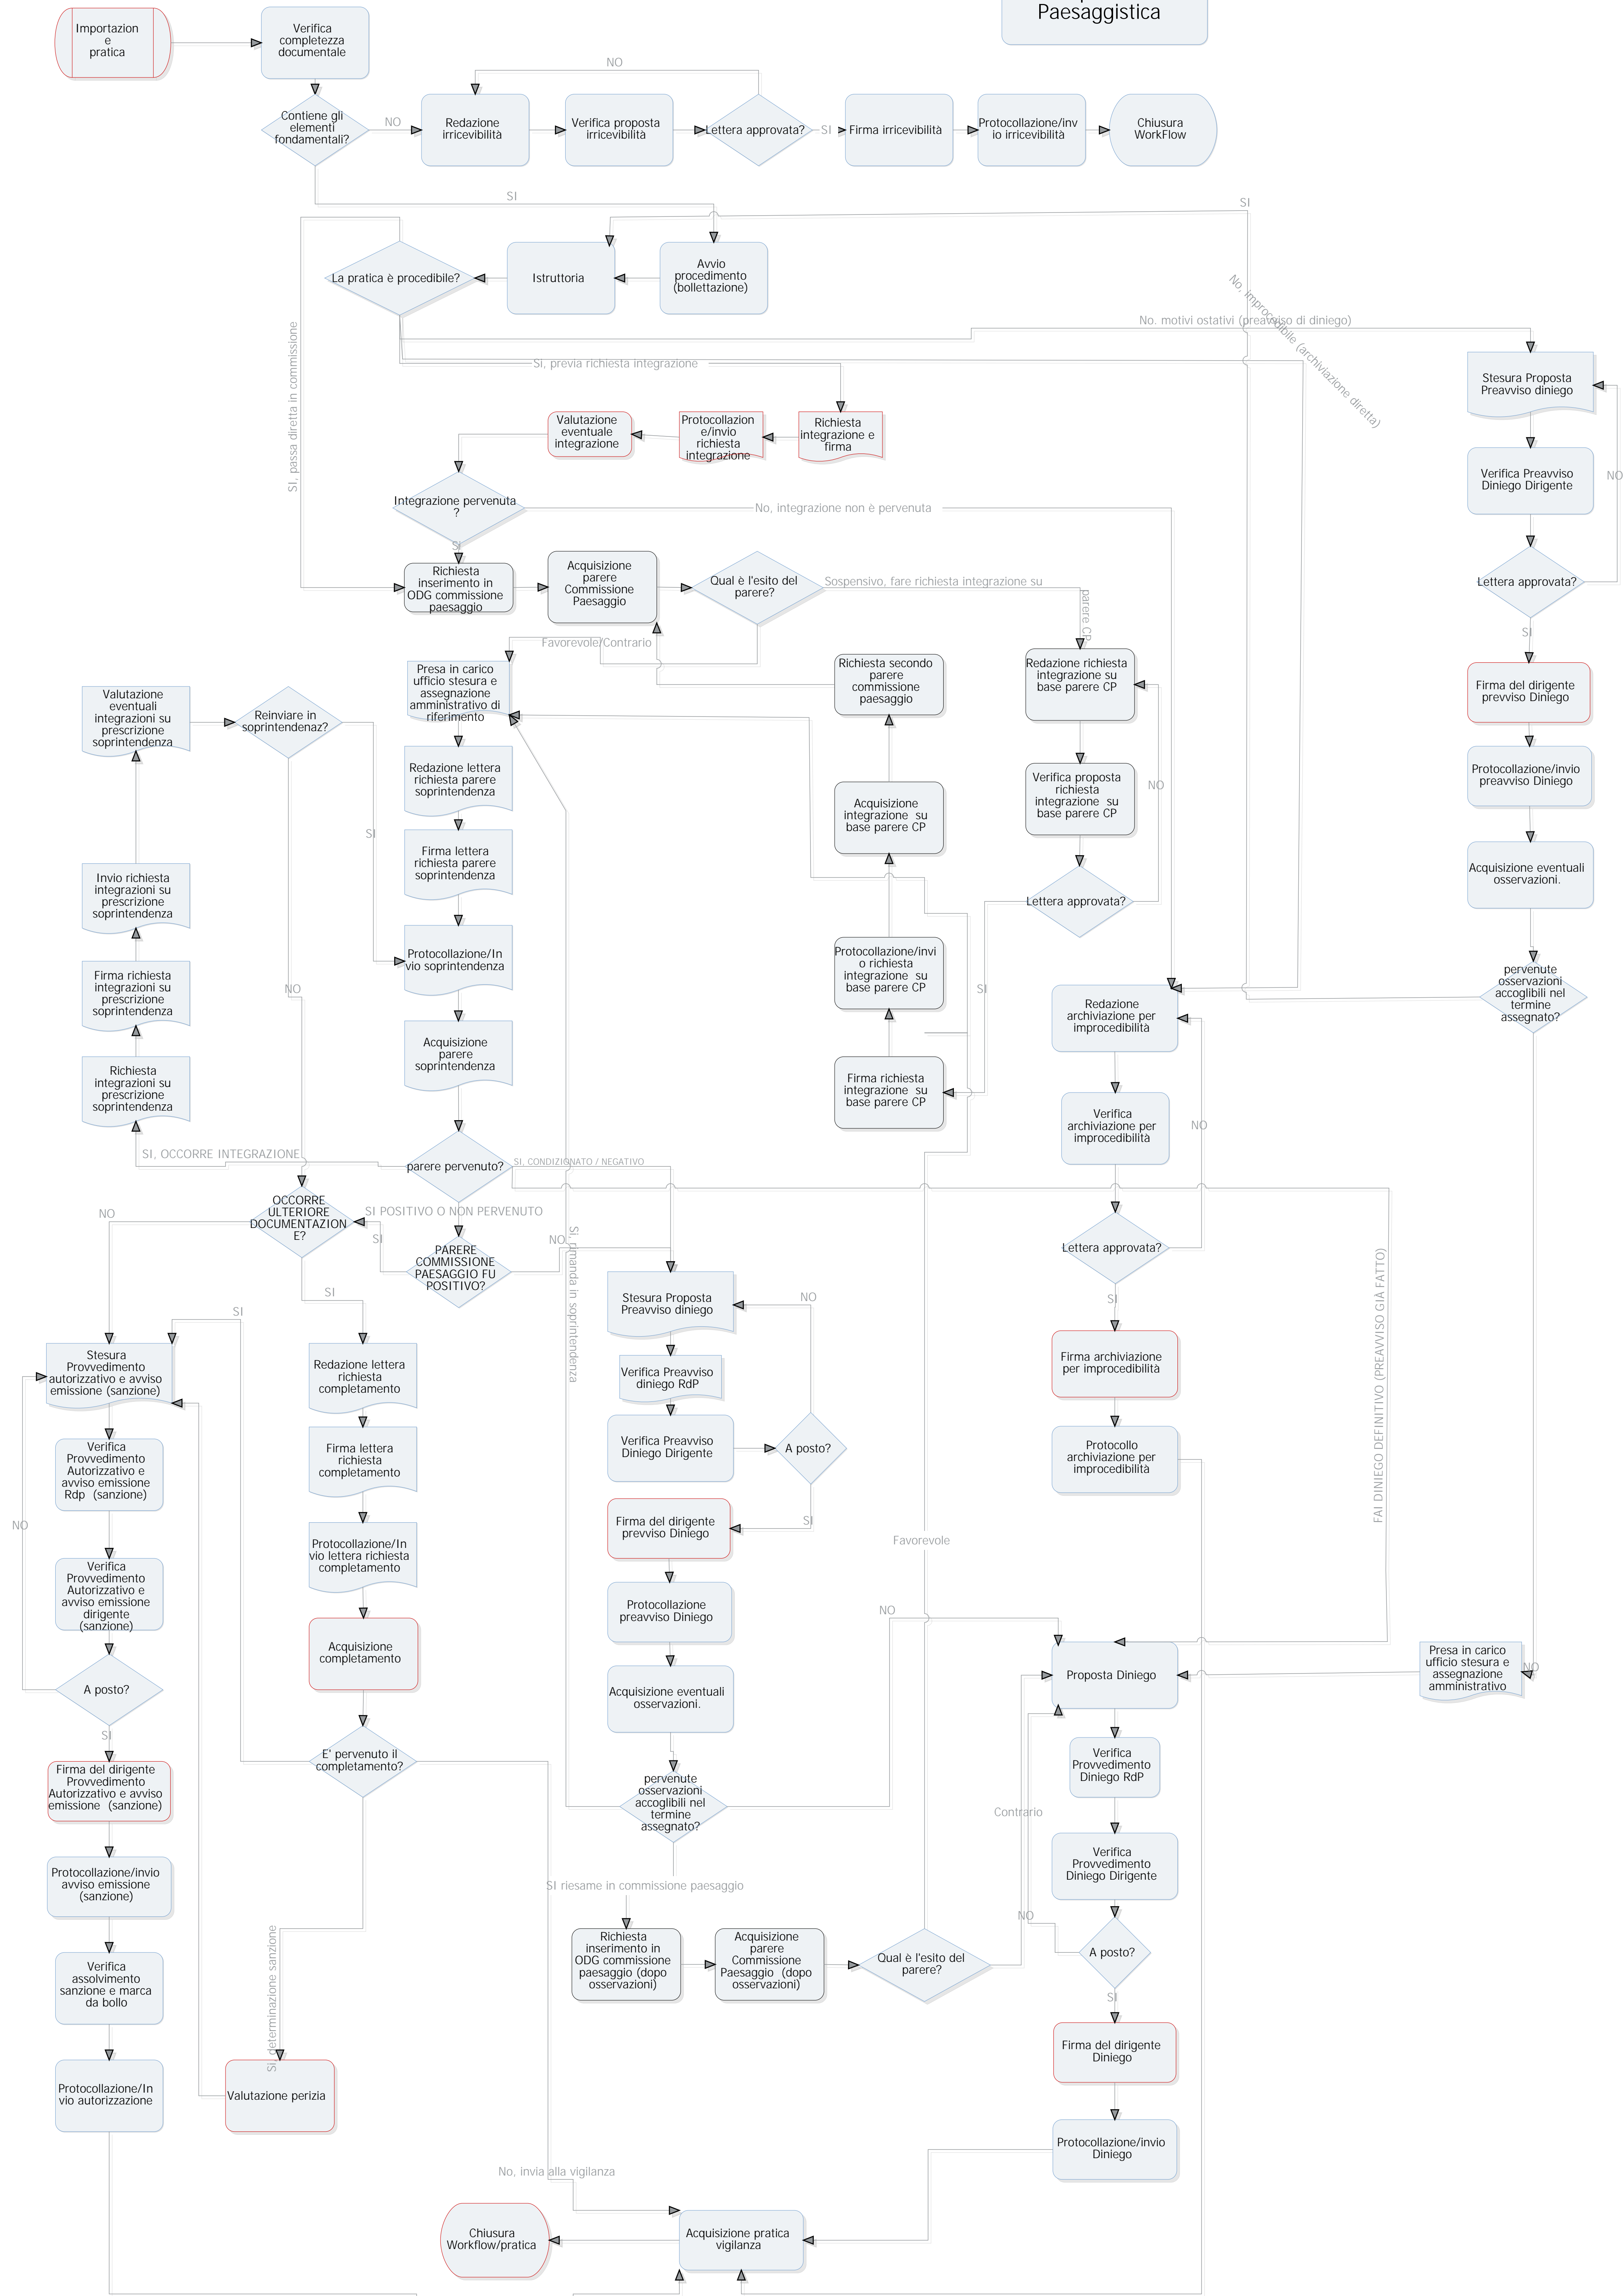 Paesaggistica
Importazion
e
pratica
Verifica
completezza
documentale
NO
Contiene gli
elementi
fondamentali?
NO
Redazione
irricevibilità
Verifica proposta
irricevibilità
Lettera approvata?
SI
Firma irricevibilità
Protocollazione/inv
io irricevibilità
Chiusura
WorkFlow
SI
SI
La pratica è procedibile?
Istruttoria
Avvio
procedimento
(bollettazione)
No. improcedibile (archiviazione diretta)
No. motivi ostativi (preavviso di diniego)
SI, passa diretta in commissione
Si, previa richiesta integrazione
Stesura Proposta
Preavviso diniego
Valutazione
eventuale
integrazione
Protocollazion
e/invio
richiesta
integrazione
Richiesta
integrazione e
firma
Verifica Preavviso
Diniego Dirigente
NO
Integrazione pervenuta
?
No, integrazione non è pervenuta
SI
Richiesta
inserimento in
ODG commissione
paesaggio
Acquisizione
parere
Commissione
Paesaggio
Qual è l'esito del
parere?
Sospensivo, fare richiesta integrazione su
parere CP
Lettera approvata?
SI
Favorevole/Contrario
Presa in carico
ufficio stesura e
assegnazione
amministrativo di
riferimento
Richiesta secondo
parere
commissione
paesaggio
Redazione richiesta
integrazione su
base parere CP
Firma del dirigente
prevviso Diniego
Valutazione
eventuali
integrazioni su
prescrizione
soprintendenza
Reinviare in
soprintendenaz?
Redazione lettera
richiesta parere
soprintendenza
Verifica proposta
richiesta
integrazione  su
base parere CP
NO
Protocollazione/invio
preavviso Diniego
SI
Acquisizione
integrazione  su
base parere CP
Firma lettera
richiesta parere
soprintendenza
Acquisizione eventuali
osservazioni.
Invio richiesta
integrazioni su
prescrizione
soprintendenza
Lettera approvata?
Protocollazione/In
vio soprintendenza
Protocollazione/invi
o richiesta
integrazione  su
base parere CP
SI
Firma richiesta
integrazioni su
prescrizione
soprintendenza
NO
Redazione
archiviazione per
improcedibilità
pervenute
osservazioni
accoglibili nel
termine
assegnato?
Acquisizione
parere
soprintendenza
Richiesta
integrazioni su
prescrizione
soprintendenza
Firma richiesta
integrazione  su
base parere CP
Verifica
archiviazione per
improcedibilità
NO
SI, OCCORRE INTEGRAZIONE
parere pervenuto?
SI, CONDIZIONATO / NEGATIVO
OCCORRE
ULTERIORE
DOCUMENTAZION
E?
NO
SI POSITIVO O NON PERVENUTO
SI
PARERE
COMMISSIONE
PAESAGGIO FU
POSITIVO?
NO
Si, rimanda in soprintendenza
Lettera approvata?
FAI DINIEGO DEFINITIVO (PREAVVISO GIÀ FATTO)
SI
SI
SI
Stesura Proposta
Preavviso diniego
NO
Stesura
Provvedimento
autorizzativo e avviso
emissione (sanzione)
Redazione lettera
richiesta
completamento
Verifica Preavviso
diniego RdP
Firma archiviazione
per improcedibilità
Verifica
Provvedimento
Autorizzativo e
avviso emissione
Rdp  (sanzione)
Firma lettera
richiesta
completamento
Verifica Preavviso
Diniego Dirigente
A posto?
Protocollo
archiviazione per
improcedibilità
NO
Firma del dirigente
prevviso Diniego
SI
Protocollazione/In
vio lettera richiesta
completamento
Favorevole
Verifica
Provvedimento
Autorizzativo e
avviso emissione
dirigente
(sanzione)
Protocollazione
preavviso Diniego
NO
Acquisizione
completamento
A posto?
Acquisizione eventuali
osservazioni.
Proposta Diniego
Presa in carico
ufficio stesura e
assegnazione
amministrativo
NO
SI
E' pervenuto il
completamento?
Verifica
Provvedimento
Diniego RdP
Firma del dirigente
Provvedimento
Autorizzativo e avviso
emissione  (sanzione)
pervenute
osservazioni
accoglibili nel
termine
assegnato?
Contrario
Protocollazione/invio
avviso emissione
(sanzione)
SI riesame in commissione paesaggio
Verifica
Provvedimento
Diniego Dirigente
NO
Si, determinazione sanzione
Verifica
assolvimento
sanzione e marca
da bollo
Richiesta
inserimento in
ODG commissione
paesaggio (dopo
osservazioni)
Acquisizione
parere
Commissione
Paesaggio  (dopo
osservazioni)
Qual è l'esito del
parere?
A posto?
SI
Firma del dirigente
Diniego
Protocollazione/In
vio autorizzazione
Valutazione perizia
Protocollazione/invio
Diniego
No, invia alla vigilanza
Chiusura
Workflow/pratica
Acquisizione pratica
vigilanza